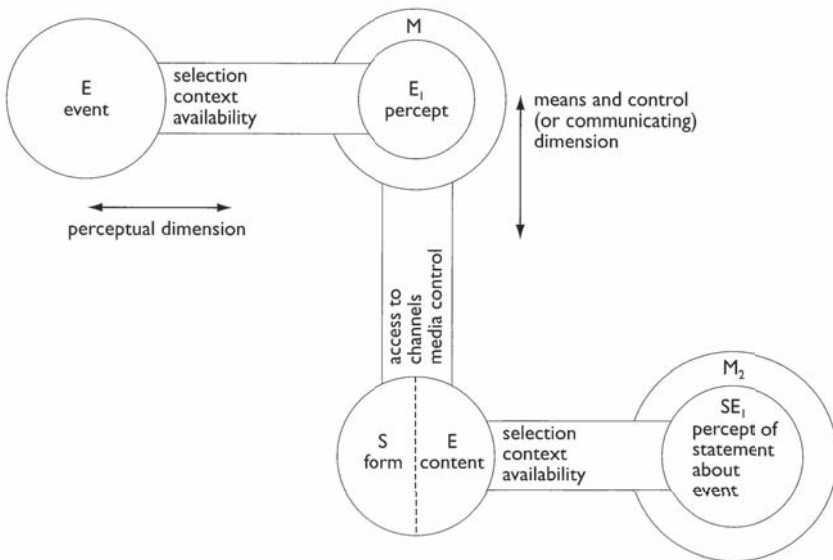 M
E
event
selection
context
availability
E₁
percept
means and control
(or communicating)
dimension
perceptual dimension
access to
channels
media control
S
form
E
content
selection
context
availability
M₂
SE₁
percept of
statement
about
event